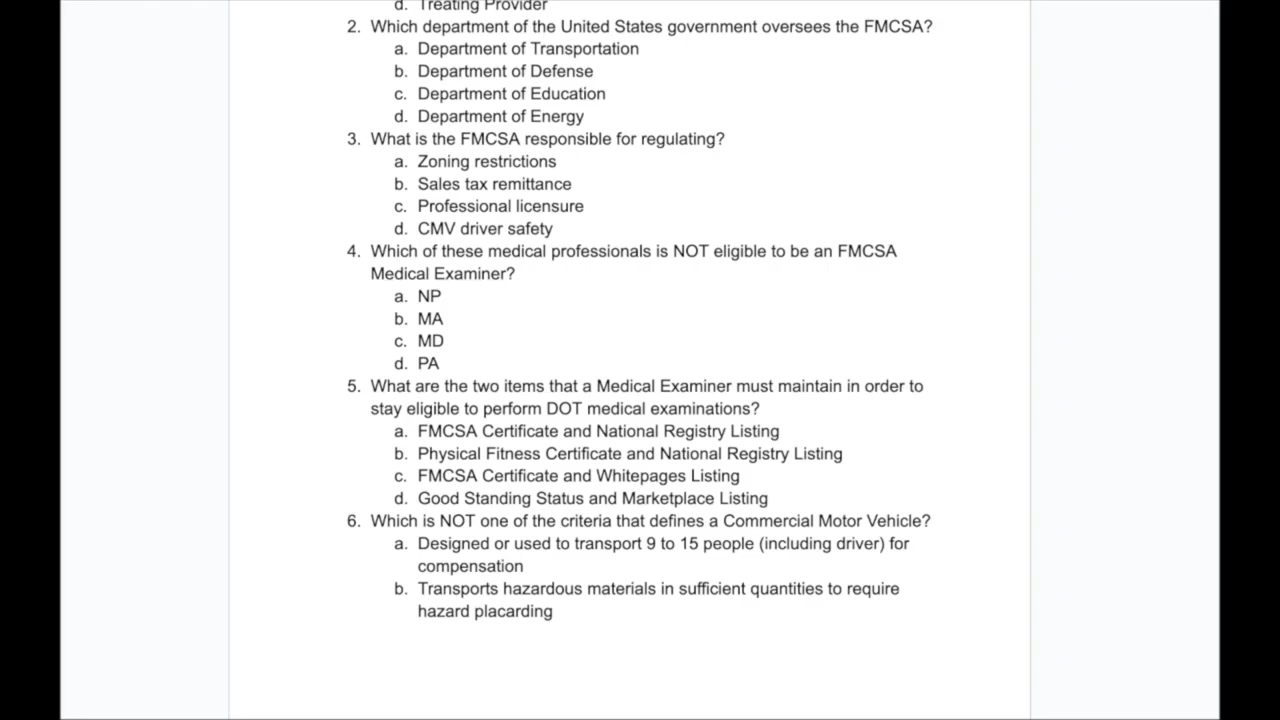 d. Treating Provider
2. Which department of the United States government oversees the FMCSA?
a. Department of Transportation
b. Department of Defense
c. Department of Education
d. Department of Energy
3. What is the FMCSA responsible for regulating?
a. Zoning restrictions
b. Sales tax remittance
c. Professional licensure
d. CMV driver safety
4. Which of these medical professionals is NOT eligible to be an FMCSA
Medical Examiner?
a. NP
b. MA
c. MD
d. PA
5. What are the two items that a Medical Examiner must maintain in order to
stay eligible to perform DOT medical examinations?
a. FMCSA Certificate and National Registry Listing
b. Physical Fitness Certificate and National Registry Listing
c. FMCSA Certificate and Whitepages Listing
d. Good Standing Status and Marketplace Listing
6. Which is NOT one of the criteria that defines a Commercial Motor Vehicle?
a. Designed or used to transport 9 to 15 people (including driver) for
compensation
b. Transports hazardous materials in sufficient quantities to require
hazard placarding